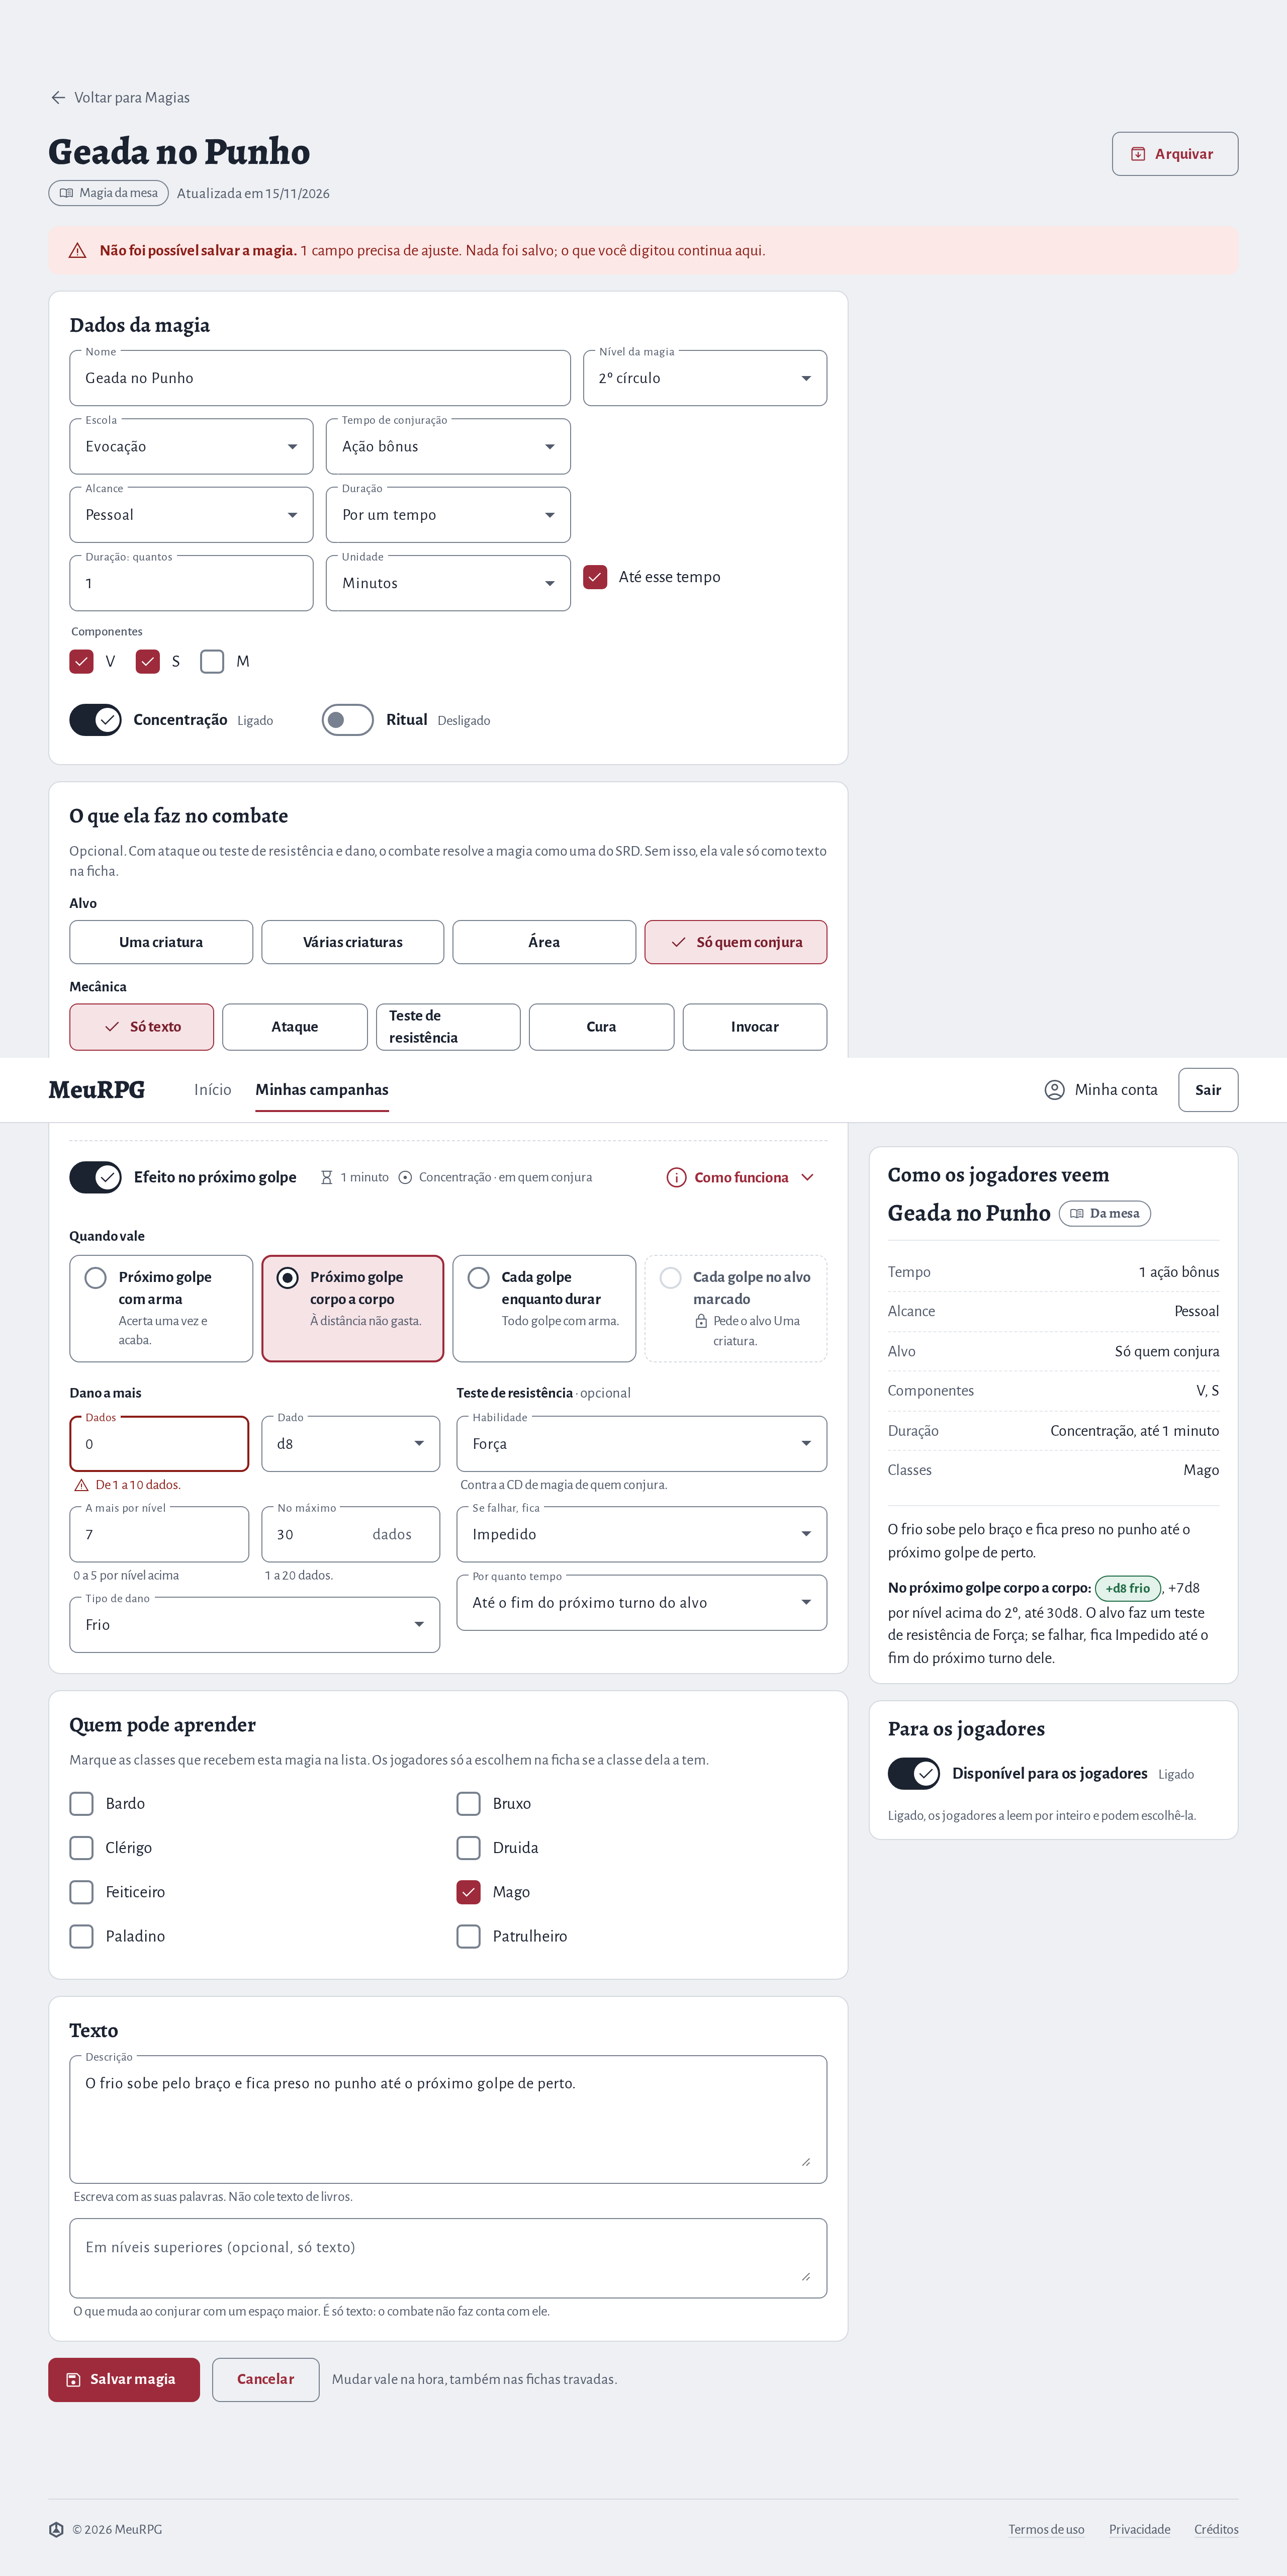 Voltar para Magias
Geada no Punho
Arquivar
Magia da mesa
Atualizada em 15/11/2026
Não foi possível salvar a magia. 1 campo precisa de ajuste. Nada foi salvo; o que você digitou continua aqui.
Dados da magia
Nome
Geada no Punho
Nível da magia
2º círculo
Escola
Evocação
Tempo de conjuração
Ação bônus
Alcance
Pessoal
Duração
Por um tempo
Duração: quantos
1
Unidade
Minutos
Até esse tempo
Componentes
V
S
M
Concentração
Ligado
Ritual
Desligado
O que ela faz no combate
Opcional. Com ataque ou teste de resistência e dano, o combate resolve a magia como uma do SRD. Sem isso, ela vale só como texto
na ficha.
Alvo
Uma criatura
Várias criaturas
Área
Só quem conjura
Mecânica
Só texto
Ataque
Teste de
resistência
Cura
Invocar
MeuRPG
Início
Minhas campanhas
Minha conta
Sair
Efeito no próximo golpe
1 minuto
Concentração · em quem conjura
Como funciona
Quando vale
Próximo golpe
com arma
Acerta uma vez e
acaba.
Próximo golpe
corpo a corpo
À distância não gasta.
Cada golpe
enquanto durar
Todo golpe com arma.
Cada golpe no alvo
marcado
Pede o alvo Uma
criatura.
Dano a mais
Dados
0
De 1 a 10 dados.
Dado
d8
A mais por nível
7
0 a 5 por nível acima
No máximo
30
dados
1 a 20 dados.
Tipo de dano
Frio
Teste de resistência · opcional
Habilidade
Força
Contra a CD de magia de quem conjura.
Se falhar, fica
Impedido
Por quanto tempo
Até o fim do próximo turno do alvo
Como os jogadores veem
Geada no Punho
Da mesa
Tempo
1 ação bônus
Alcance
Pessoal
Alvo
Só quem conjura
Componentes
V, S
Duração
Concentração, até 1 minuto
Classes
Mago
O frio sobe pelo braço e fica preso no punho até o
próximo golpe de perto.
No próximo golpe corpo a corpo: +d8 frio, +7d8
por nível acima do 2º, até 30d8. O alvo faz um teste
de resistência de Força; se falhar, fica Impedido até o
fim do próximo turno dele.
Para os jogadores
Disponível para os jogadores
Ligado
Ligado, os jogadores a leem por inteiro e podem escolhê-la.
Quem pode aprender
Marque as classes que recebem esta magia na lista. Os jogadores só a escolhem na ficha se a classe dela a tem.
Bardo
Bruxo
Clérigo
Druida
Feiticeiro
Mago
Paladino
Patrulheiro
Texto
Descrição
O frio sobe pelo braço e fica preso no punho até o próximo golpe de perto.
Escreva com as suas palavras. Não cole texto de livros.
Em níveis superiores (opcional, só texto)
O que muda ao conjurar com um espaço maior. É só texto: o combate não faz conta com ele.
Salvar magia
Cancelar
Mudar vale na hora, também nas fichas travadas.
© 2026 MeuRPG
Termos de uso
Privacidade
Créditos